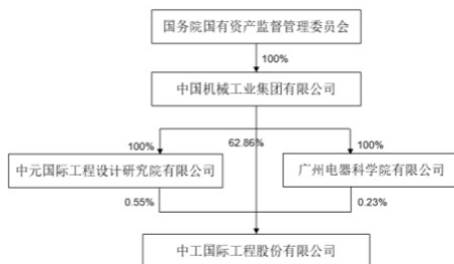 国务院国有资产监督管理委员会
100%
中国机械工业集团有限公司
100%
62.86%
100%
中元国际工程设计研究院有限公司
广州电器科学院有限公司
0.55%
0.23%
中工国际工程股份有限公司